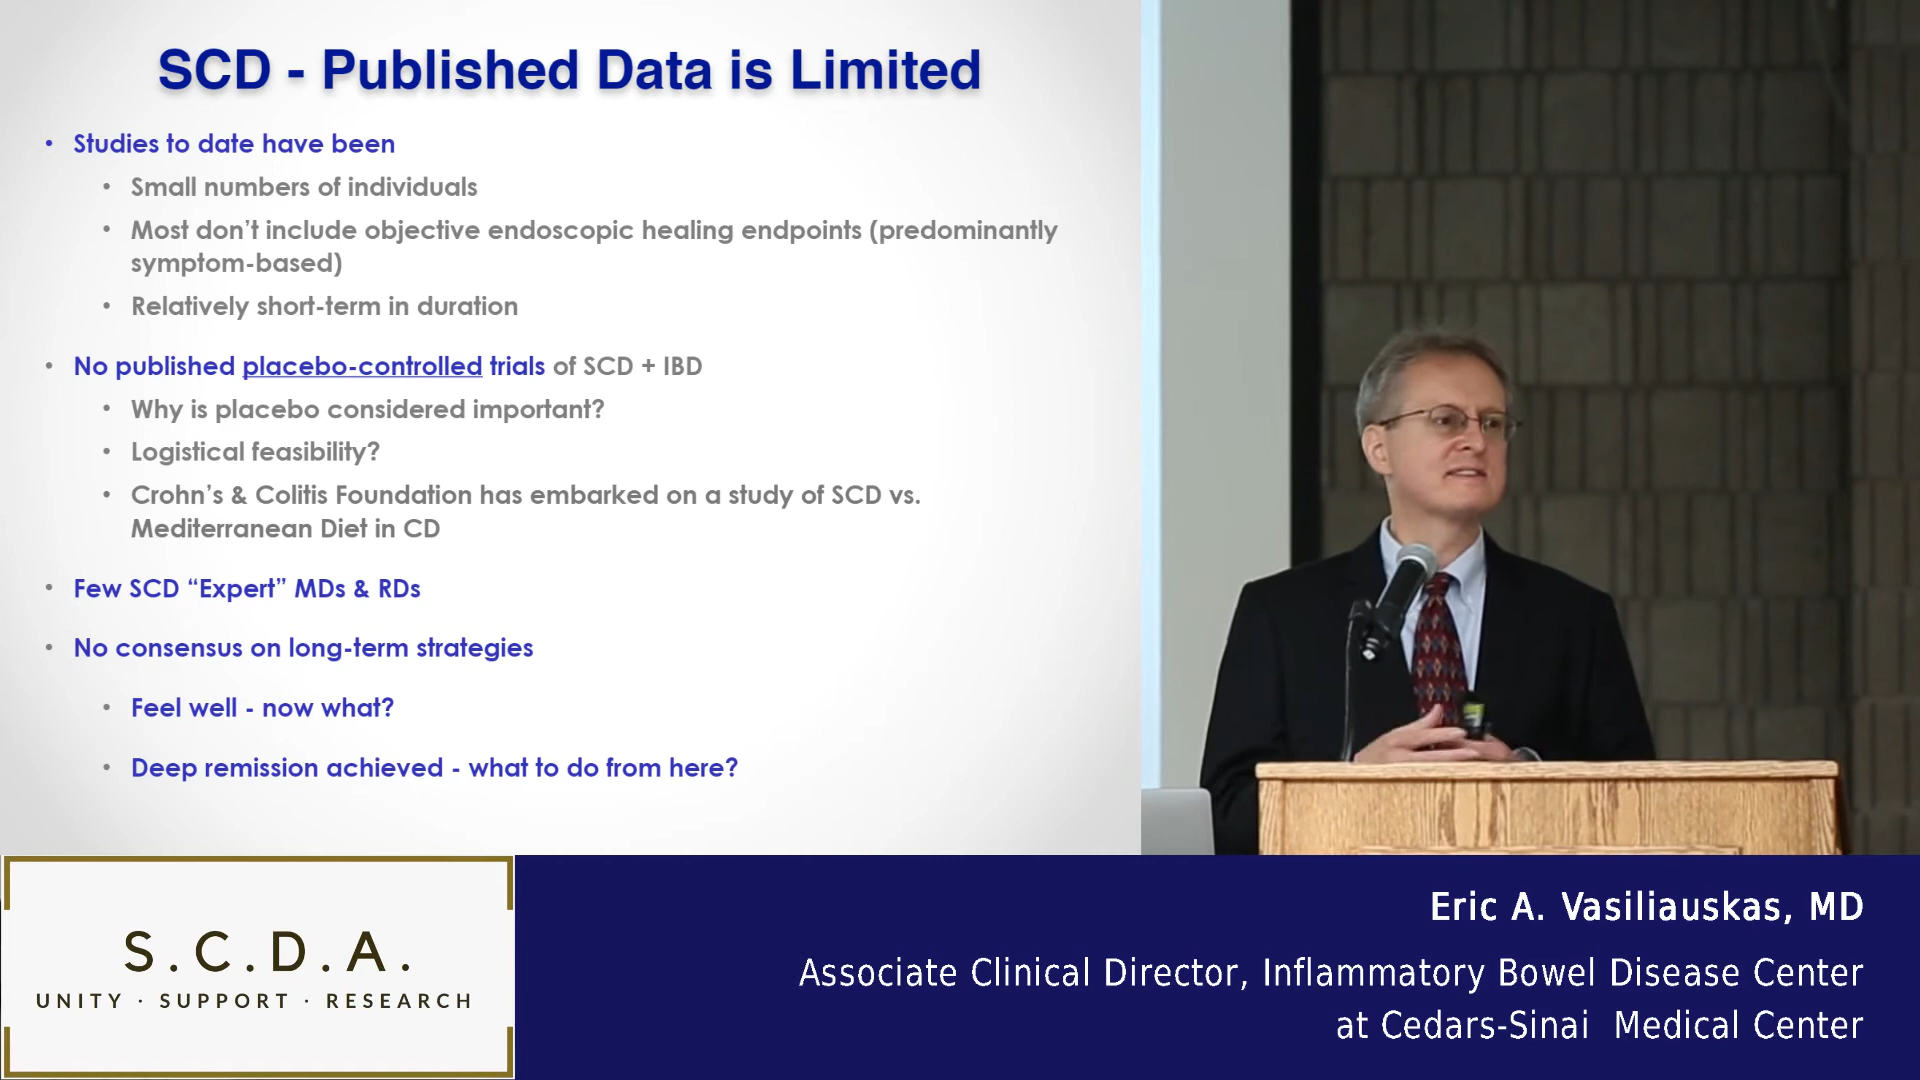 SCD - Published Data is Limited
• Studies to date have been
• Small numbers of individuals
• Most don’t include objective endoscopic healing endpoints (predominantly
symptom-based)
• Relatively short-term in duration
• No published placebo-controlled trials of SCD + IBD
• Why is placebo considered important?
• Logistical feasibility?
• Crohn’s & Colitis Foundation has embarked on a study of SCD vs.
Mediterranean Diet in CD
• Few SCD “Expert” MDs & RDs
• No consensus on long-term strategies
• Feel well - now what?
• Deep remission achieved - what to do from here?
S.C.D.A.
UNITY · SUPPORT · RESEARCH
Eric A. Vasiliauskas, MD
Associate Clinical Director, Inflammatory Bowel Disease Center
at Cedars-Sinai Medical Center